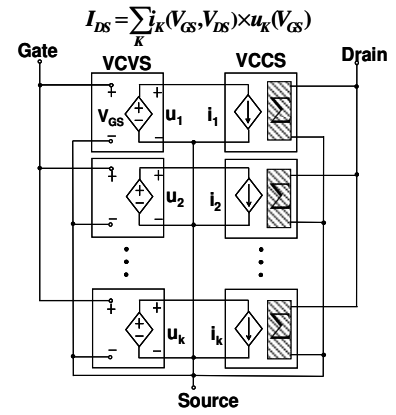 I_DS = ∑_K i_K(V_GS,V_DS)×u_K(V_GS)
Gate
VCVS
VCCS
Drain
+
+
V_GS
+
−
u_1
i_1
∑
−
−
+
+
+
−
u_2
i_2
∑
−
−
+
+
+
−
u_k
i_k
∑
−
−
Source